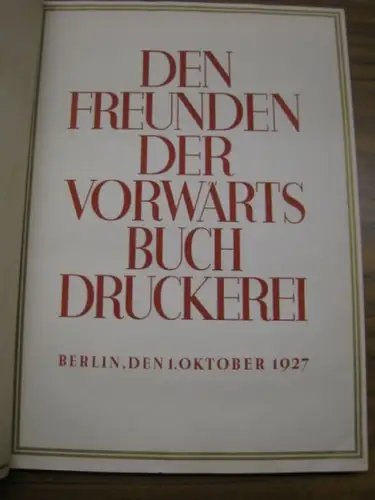 DEN
FREUNDEN
DER
VORWÄRTS
BUCH
DRUCKEREI
BERLIN, DEN 1. OKTOBER 1927